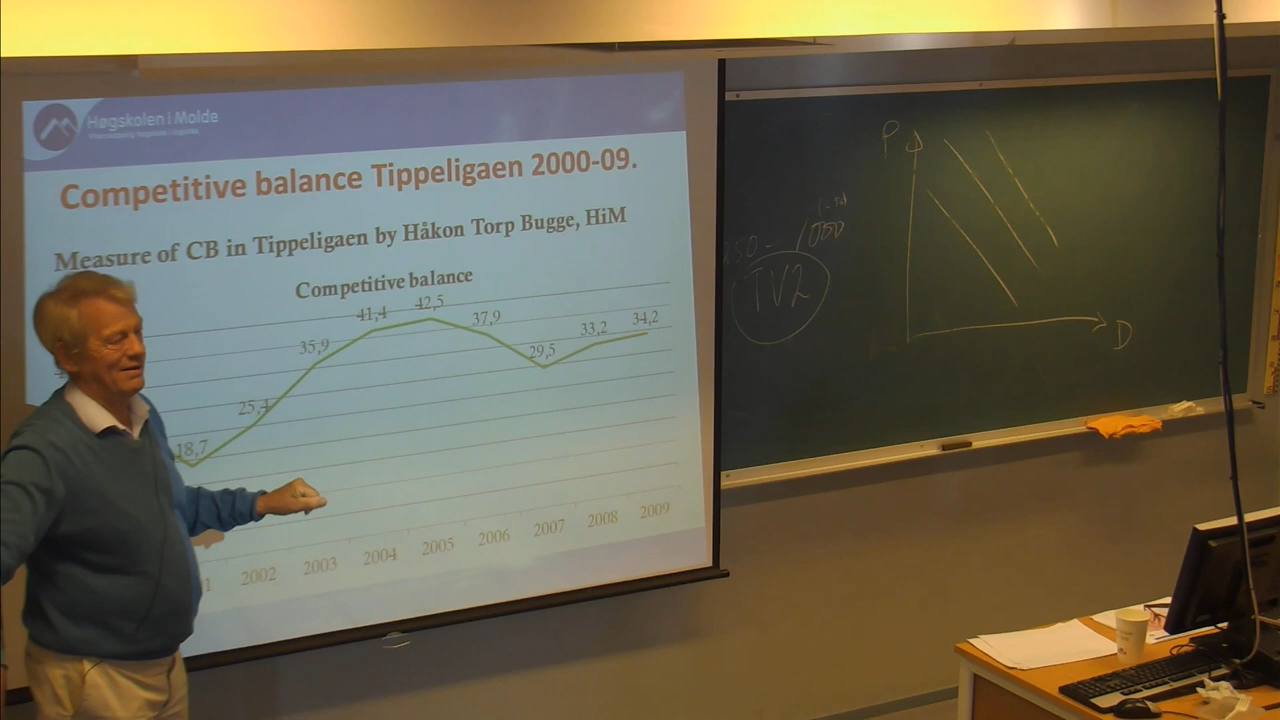 Høgskolen i Molde
Competitive balance Tippeligaen 2000-09.
Measure of CB in Tippeligaen by Håkon Torp Bugge, HiM
Competitive balance
18,7
25,4
35,9
41,4
42,5
37,9
29,5
33,2
34,2
1
2002
2003
2004
2005
2006
2007
2008
2009
TV2
P
D